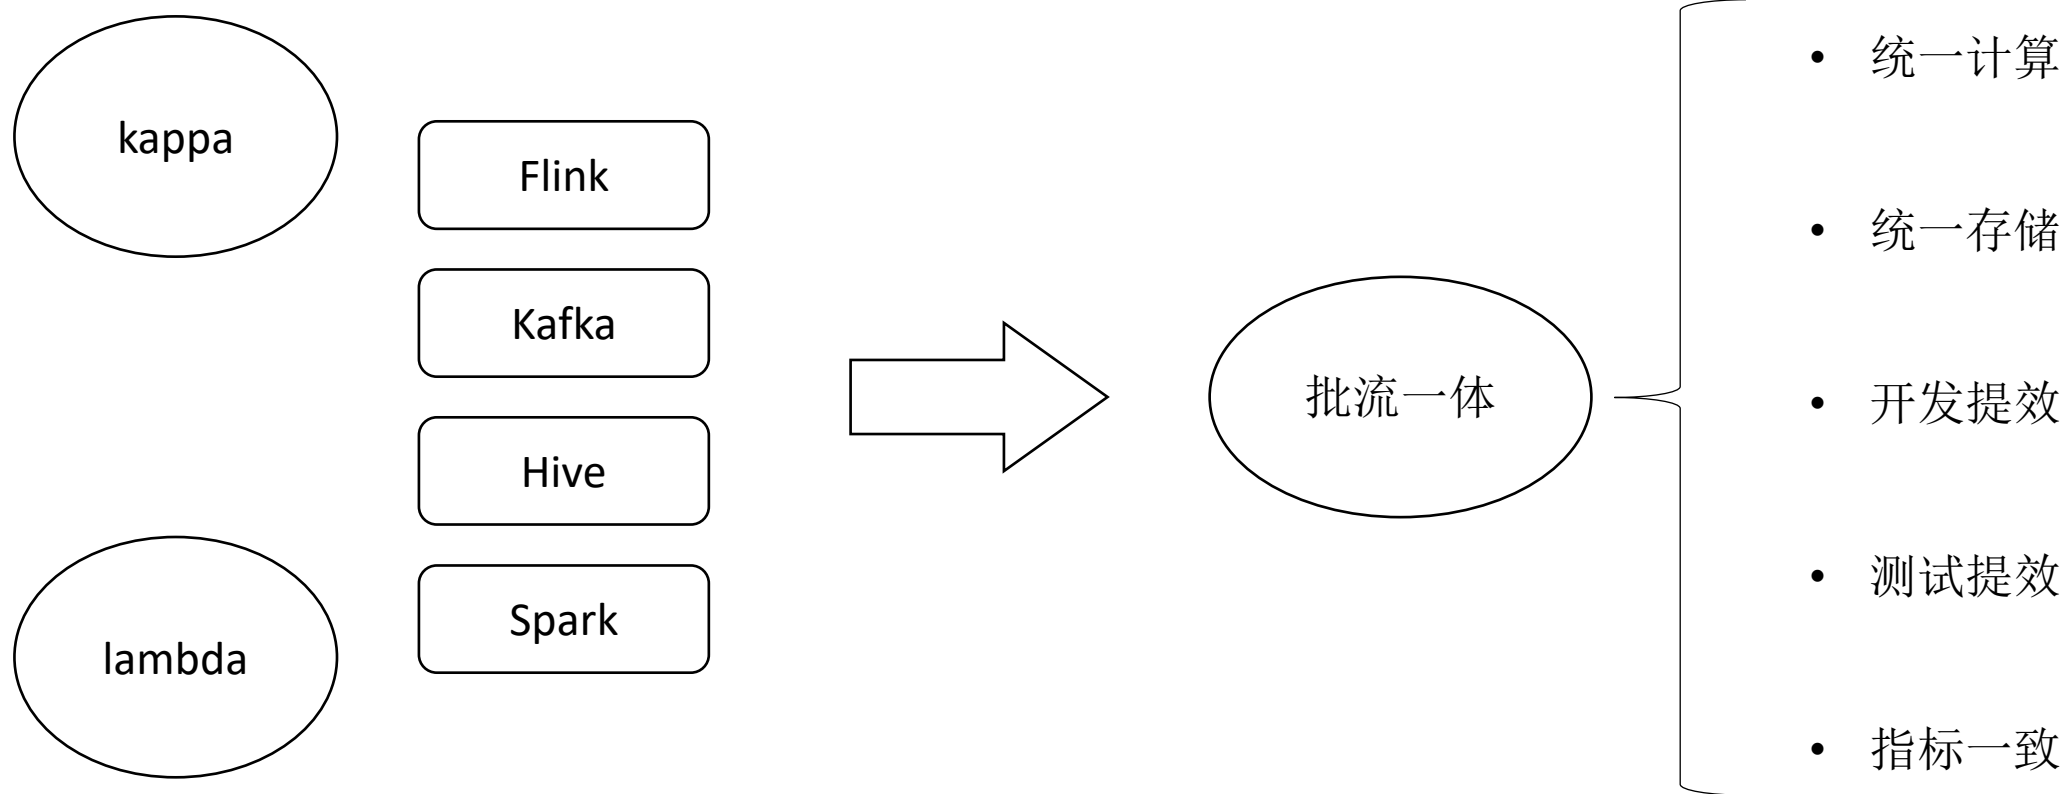 kappa
lambda
Flink
Kafka
Hive
Spark
批流一体
• 统一计算
• 统一存储
• 开发提效
• 测试提效
• 指标一致